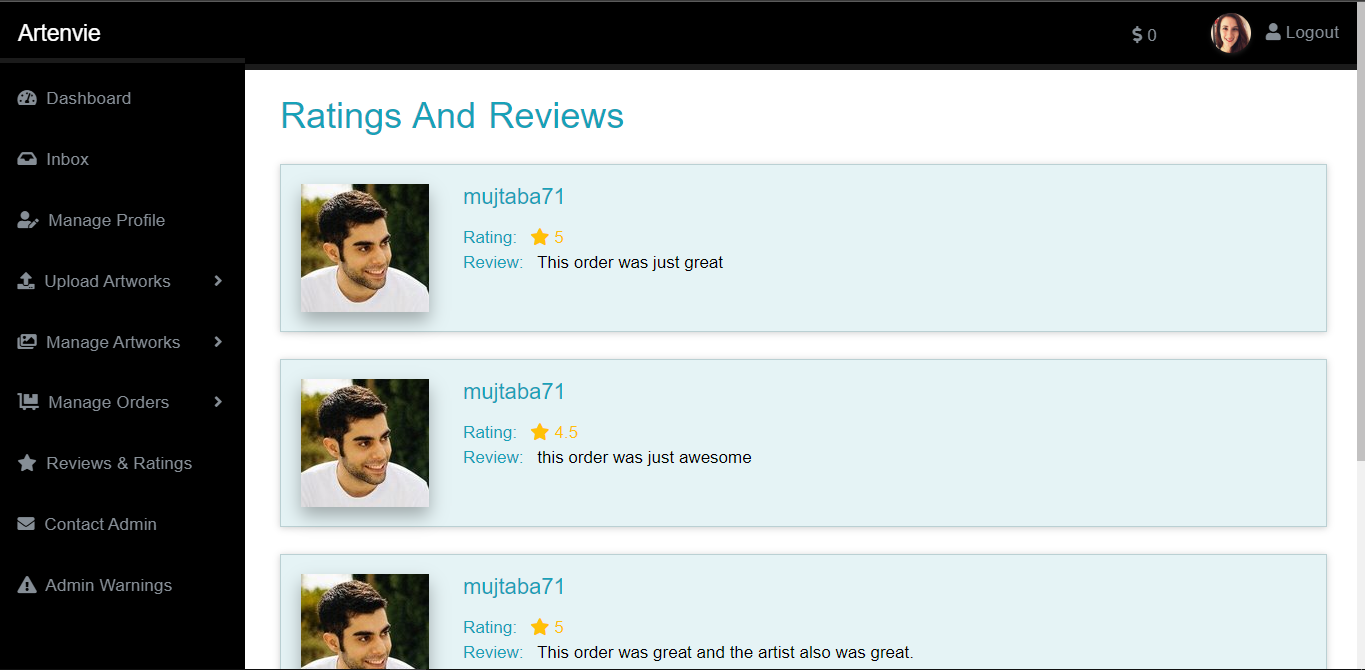 Artenvie
$ 0
Logout
Dashboard
Inbox
Manage Profile
Upload Artworks
Manage Artworks
Manage Orders
Reviews & Ratings
Contact Admin
Admin Warnings
Ratings And Reviews
mujtaba71
Rating: 5
Review: This order was just great
mujtaba71
Rating: 4.5
Review: this order was just awesome
mujtaba71
Rating: 5
Review: This order was great and the artist also was great.